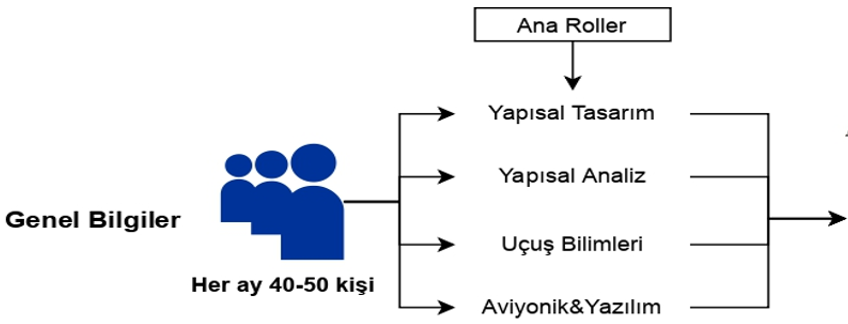 Ana Roller
Yapısal Tasarım
Yapısal Analiz
Genel Bilgiler
Uçuş Bilimleri
Her ay 40-50 kişi
Aviyonik&Yazılım